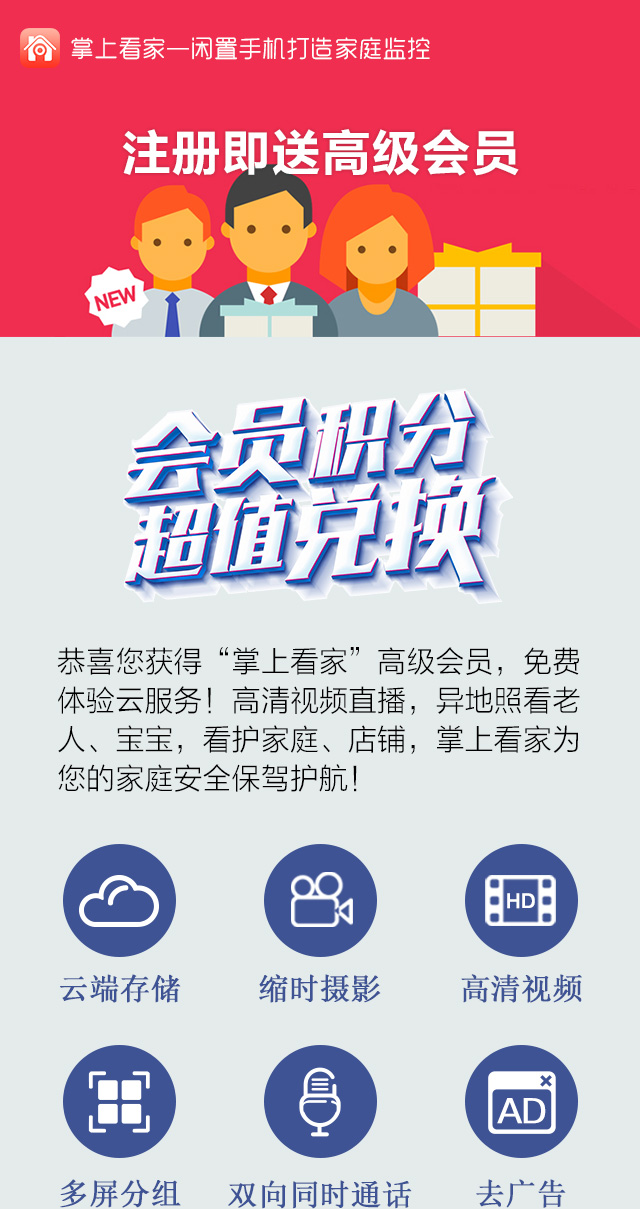 掌上看家—闲置手机打造家庭监控
注册即送高级会员
NEW
会员积分
超值兑换
恭喜您获得“掌上看家”高级会员，免费
体验云服务！高清视频直播，异地照看老
人、宝宝，看护家庭、店铺，掌上看家为
您的家庭安全保驾护航！
HD
云端存储 缩时摄影 高清视频
AD
多屏分组 双向同时通话 去广告